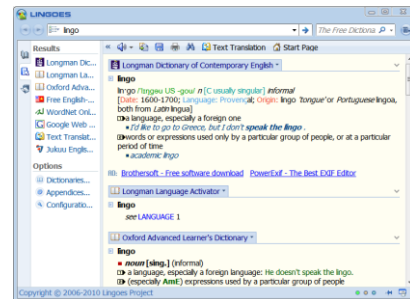 LINGOES
lingo
The Free Dictiona
Results
Longman Dic...
Longman La...
Oxford Adva...
Free English-...
WordNet Onl...
Google Web ...
Text Translat...
Jukuu Englis...
Options
Dictionaries...
Appendices...
Configuratio...
Text Translation Start Page
Longman Dictionary of Contemporary English
lingo
n [C usually singular] informal
[Date: 1600-1700; Language: Provençal; Origin: lingo 'tongue' or Portuguese lingoa,
both from Latin lingua]
a language, especially a foreign one
I'd like to go to Greece, but I don't speak the lingo .
words or expressions used only by a particular group of people, or at a particular
period of time
academic lingo
Brothersoft - Free software download PowerExif - The Best EXIF Editor
Longman Language Activator
lingo
see LANGUAGE 1
Oxford Advanced Learner's Dictionary
lingo
noun [sing.] (informal)
a language, especially a foreign language: He doesn't speak the lingo.
(especially AmE) expressions used by a particular group of people
Copyright © 2006-2010 Lingoes Project